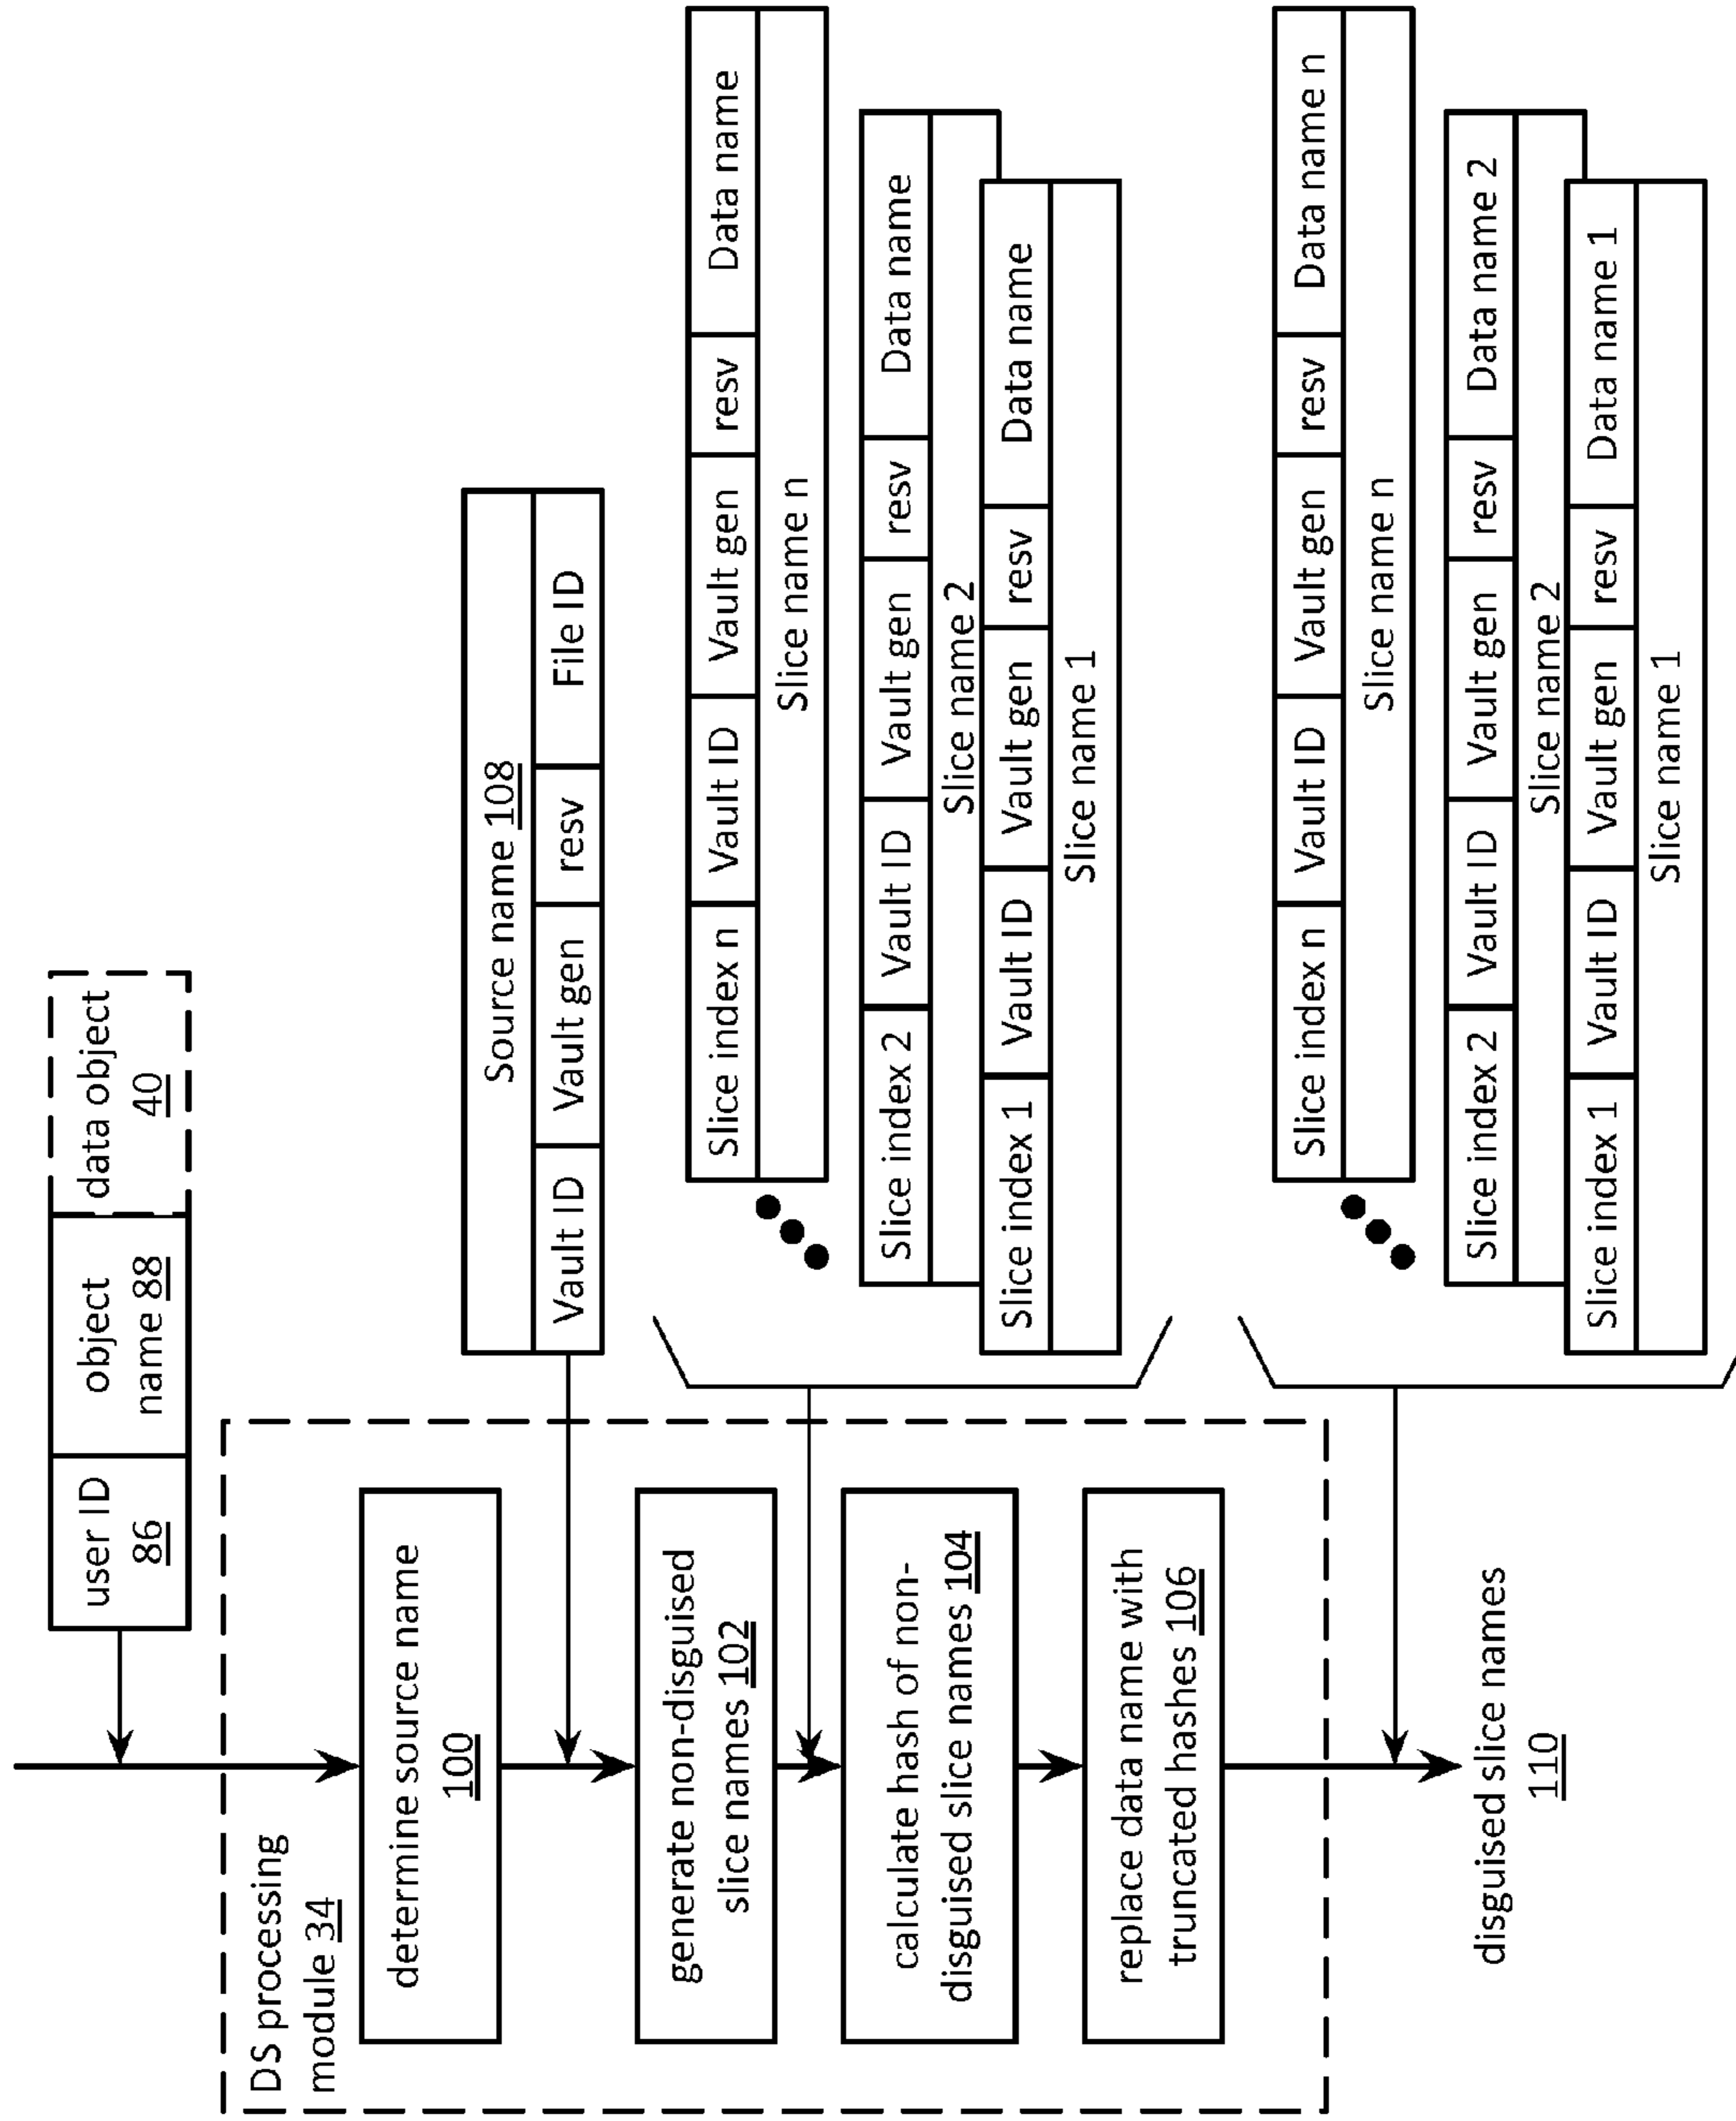 user ID
86
object
name 88
data object
40
DS processing
module 34
determine source name
100
Source name 108
Vault ID
Vault gen
resv
File ID
generate non-disguised
slice names 102
Slice index n
Vault ID
Vault gen
resv
Data name
Slice name n
Slice index 2
Vault ID
Vault gen
resv
Data name
Slice name 2
Slice index 1
Vault ID
Vault gen
resv
Data name
Slice name 1
calculate hash of non-
disguised slice names 104
replace data name with
truncated hashes 106
Slice index n
Vault ID
Vault gen
resv
Data name n
Slice name n
Slice index 2
Vault ID
Vault gen
resv
Data name 2
Slice name 2
Slice index 1
Vault ID
Vault gen
resv
Data name 1
Slice name 1
disguised slice names
110